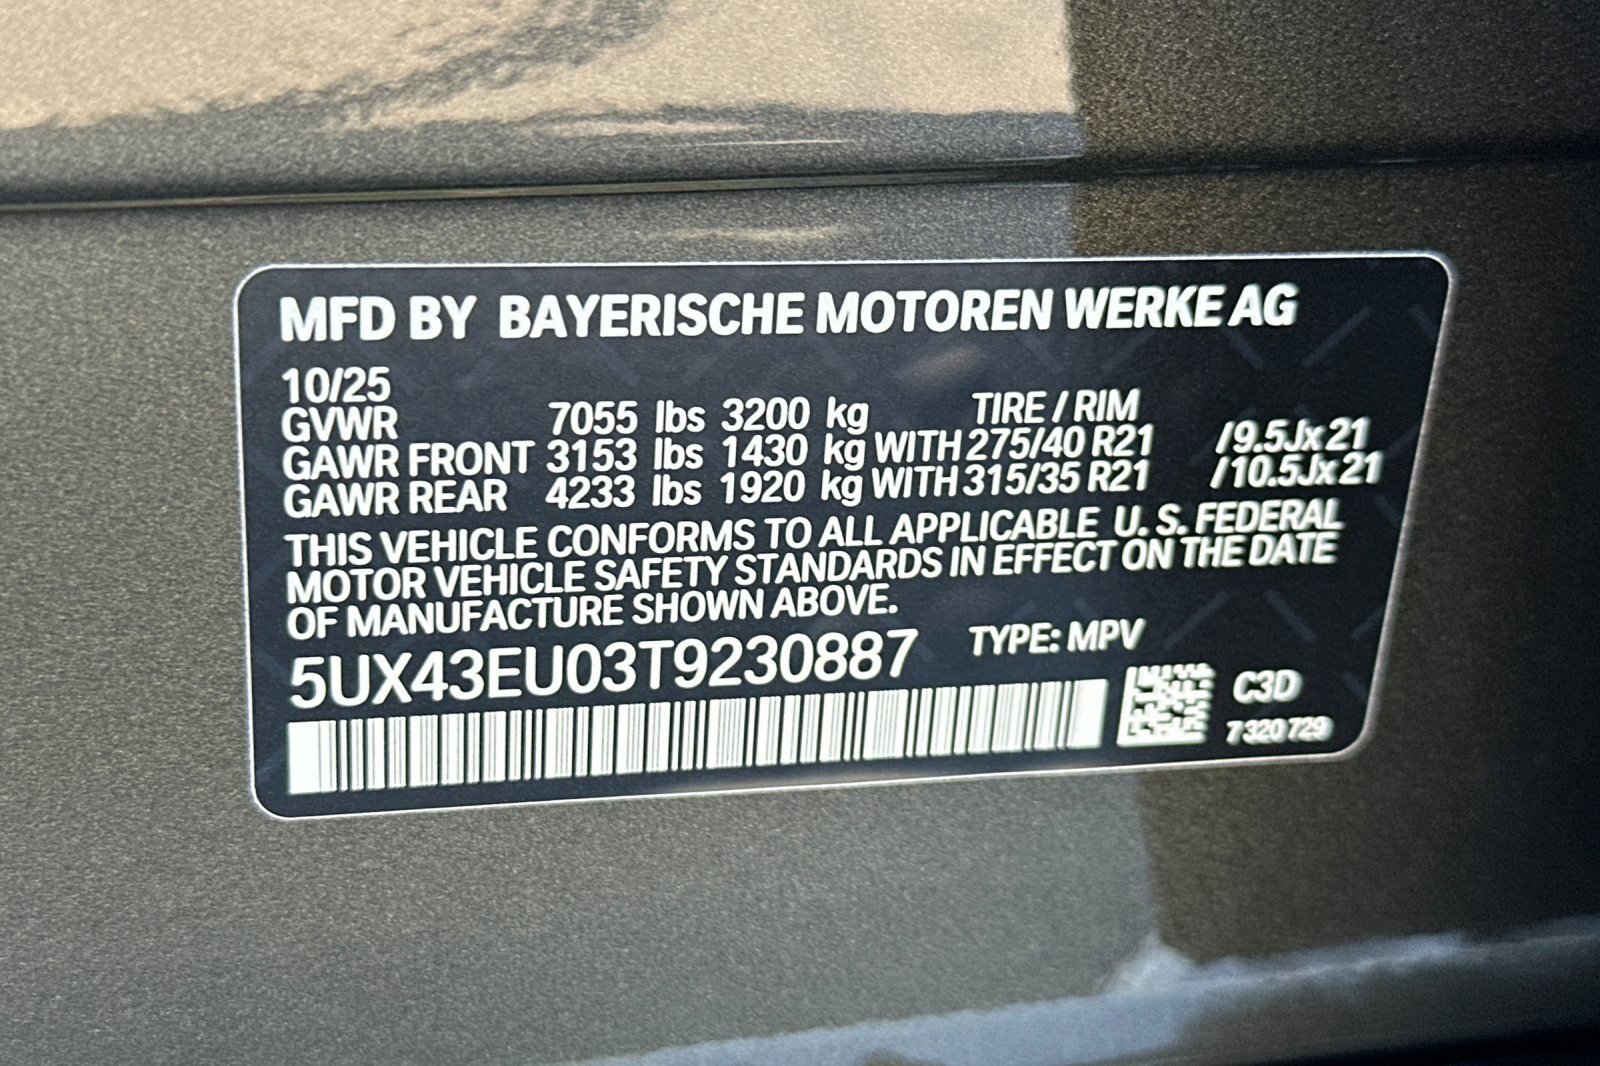 MFD BY BAYERISCHE MOTOREN WERKE AG
10/25
GVWR 7055 lbs 3200 kg TIRE / RIM
GAWR FRONT 3153 lbs 1430 kg WITH 275/40 R21 /9.5Jx21
GAWR REAR 4233 lbs 1920 kg WITH 315/35 R21 /10.5Jx21
THIS VEHICLE CONFORMS TO ALL APPLICABLE U. S. FEDERAL
MOTOR VEHICLE SAFETY STANDARDS IN EFFECT ON THE DATE
OF MANUFACTURE SHOWN ABOVE.
5UX43EU03T9230887 TYPE: MPV
C3D
7320729